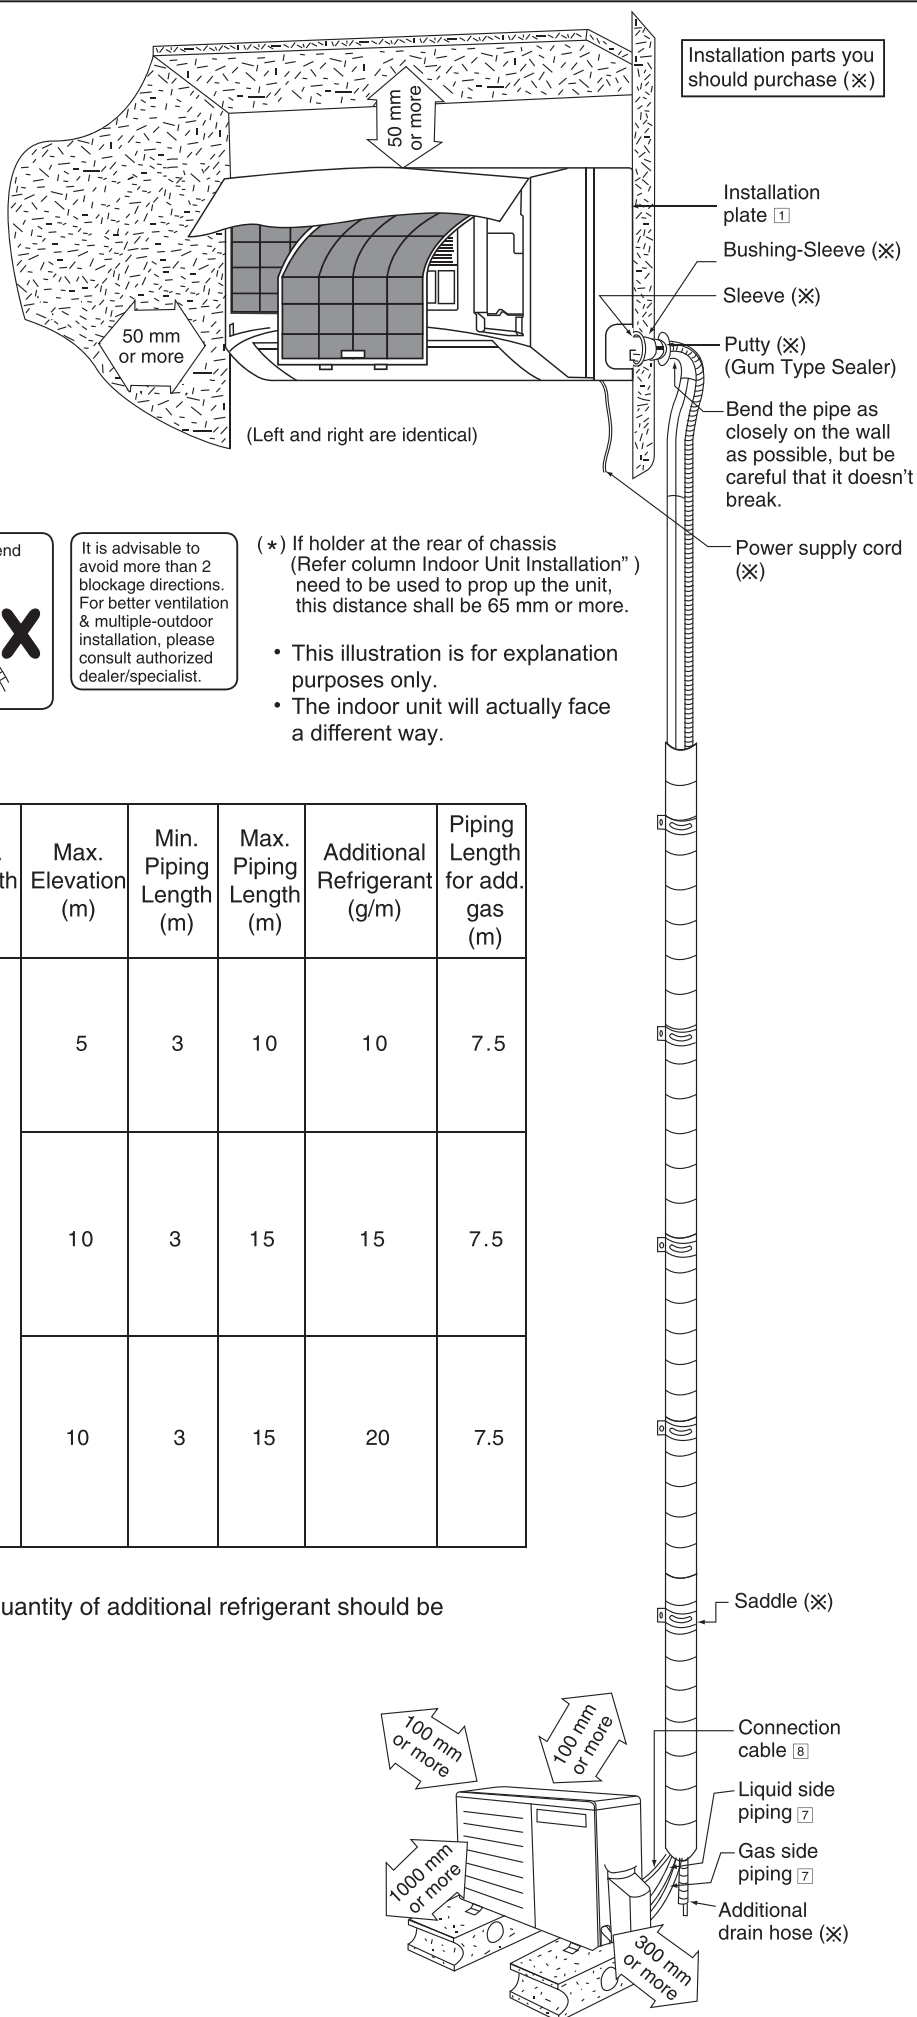 Installation parts you
should purchase (※)
50 mm
or more
Installation
plate 1
Bushing-Sleeve (※)
Sleeve (※)
Putty (※)
(Gum Type Sealer)
50 mm
or more
Bend the pipe as
closely on the wall
as possible, but be
careful that it doesn't
break.
(Left and right are identical)
Power supply cord
(※)
end
It is advisable to
avoid more than 2
blockage directions.
For better ventilation
& multiple-outdoor
installation, please
consult authorized
dealer/specialist.
(*) If holder at the rear of chassis
(Refer column Indoor Unit Installation” )
need to be used to prop up the unit,
this distance shall be 65 mm or more.
• This illustration is for explanation
purposes only.
• The indoor unit will actually face
a different way.
Max.
Elevation
(m)
Min.
Piping
Length
(m)
Max.
Piping
Length
(m)
Additional
Refrigerant
(g/m)
Piping
Length
for add.
gas
(m)
5 3 10 10 7.5
10 3 15 15 7.5
10 3 15 20 7.5
uantity of additional refrigerant should be
Saddle (※)
100 mm
or more
100 mm
or more
Connection
cable 8
Liquid side
piping 7
1000 mm
or more
Gas side
piping 7
Additional
drain hose (※)
300 mm
or more